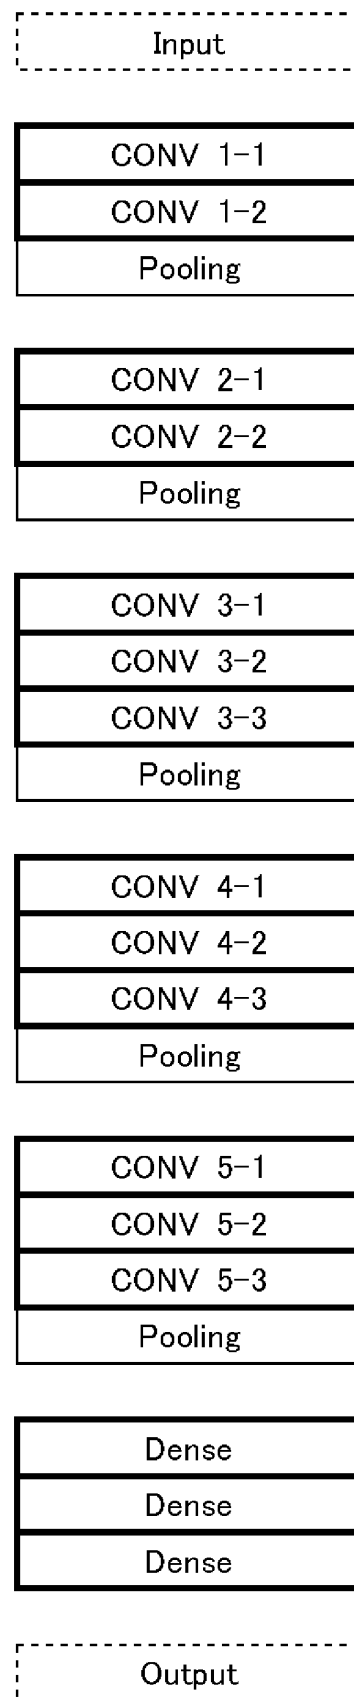 Input
CONV 1-1
CONV 1-2
Pooling
CONV 2-1
CONV 2-2
Pooling
CONV 3-1
CONV 3-2
CONV 3-3
Pooling
CONV 4-1
CONV 4-2
CONV 4-3
Pooling
CONV 5-1
CONV 5-2
CONV 5-3
Pooling
Dense
Dense
Dense
Output